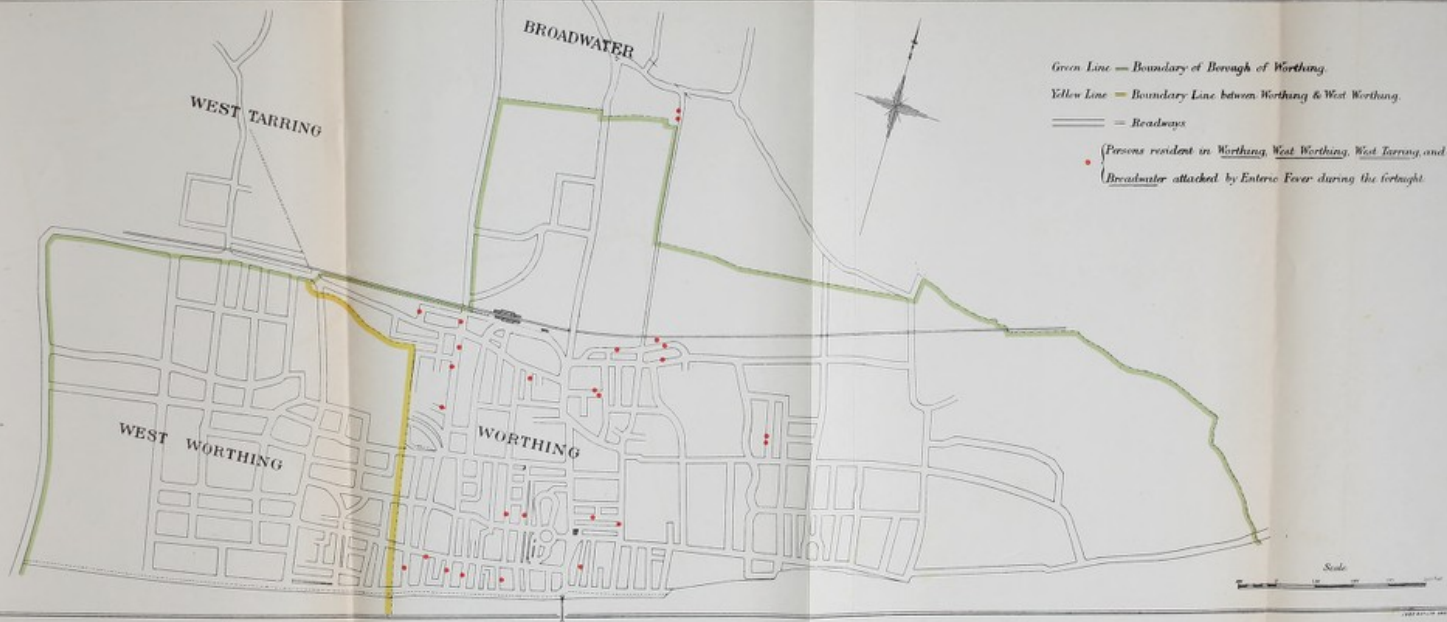 BROADWATER
WEST TARRING
Green Line — Boundary of Borough of Worthing.
Yellow Line — Boundary Line between Worthing & West Worthing.
= Roadways
Persons resident in Worthing, West Worthing, West Tarring, and
Broadwater attacked by Enteric Fever during the fortnight.
WEST WORTHING
WORTHING
Scale